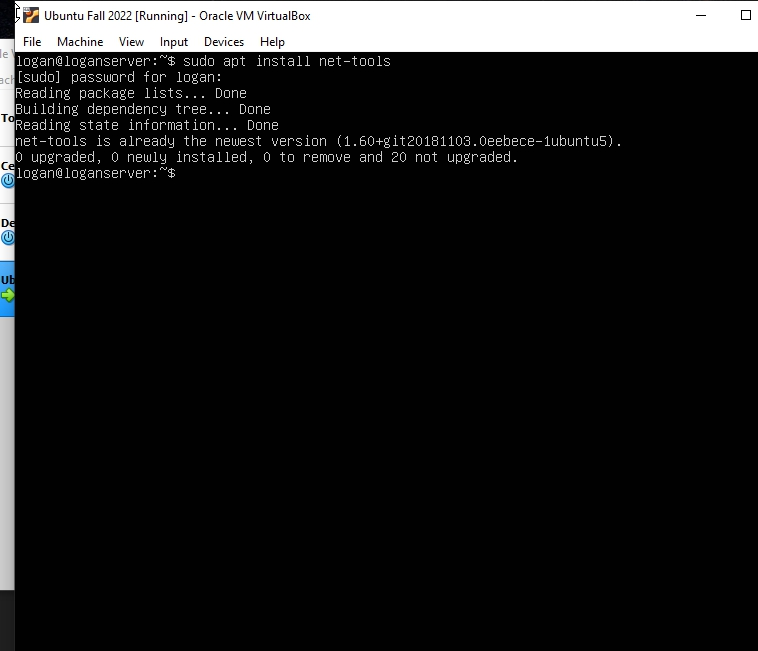 Ubuntu Fall 2022 [Running] - Oracle VM VirtualBox
File Machine View Input Devices Help
logan@loganserver:~$ sudo apt install net-tools
[sudo] password for logan:
Reading package lists... Done
Building dependency tree... Done
Reading state information... Done
net-tools is already the newest version (1.60+git20181103.0eebece-1ubuntu5).
0 upgraded, 0 newly installed, 0 to remove and 20 not upgraded.
logan@loganserver:~$
To
Ce
De
Ub